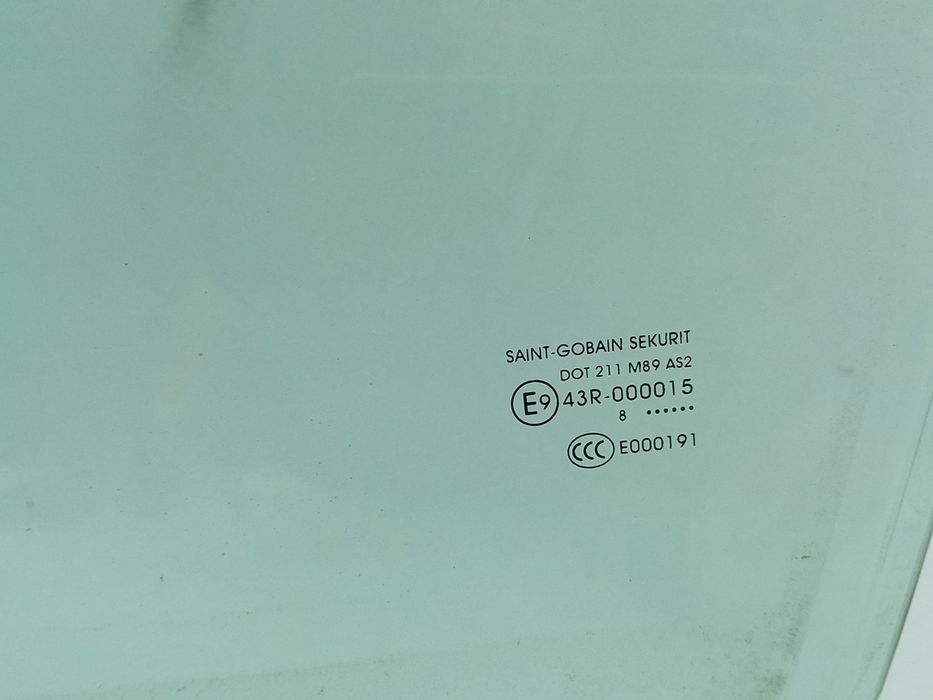 SAINT-GOBAIN SEKURIT
DOT 211 M89 AS2
E9 43R-000015
8 ••••••
CCC E000191